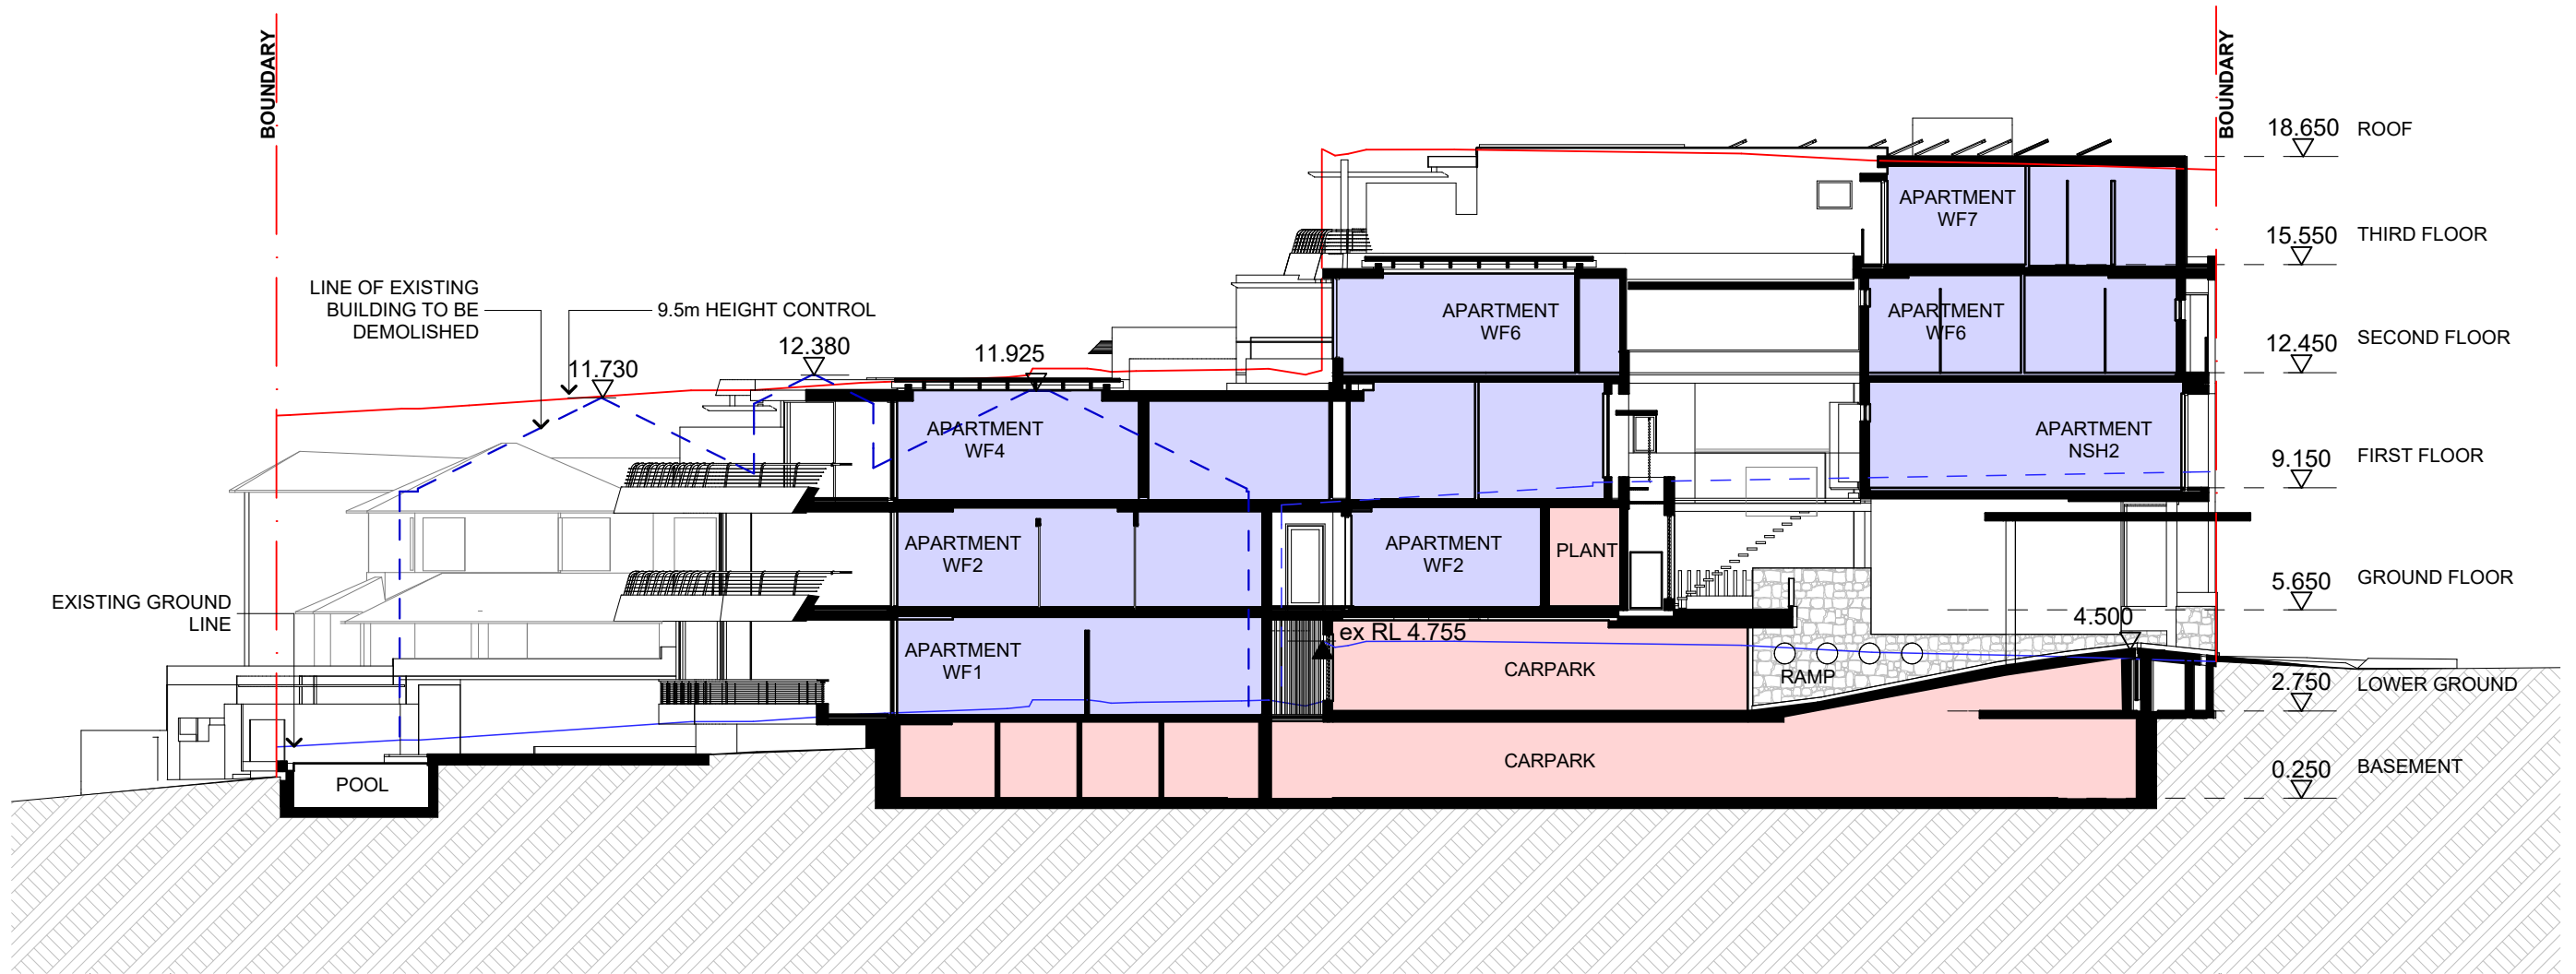 BOUNDARY
BOUNDARY
18.650 ROOF
APARTMENT
WF7
15.550 THIRD FLOOR
LINE OF EXISTING
BUILDING TO BE
DEMOLISHED
9.5m HEIGHT CONTROL
APARTMENT
WF6
APARTMENT
WF6
12.450 SECOND FLOOR
11.730
12.380
11.925
APARTMENT
WF4
APARTMENT
NSH2
9.150 FIRST FLOOR
APARTMENT
WF2
APARTMENT
WF2
PLANT
5.650 GROUND FLOOR
EXISTING GROUND
LINE
ex RL 4.755
4.500
APARTMENT
WF1
CARPARK
RAMP
2.750 LOWER GROUND
POOL
CARPARK
0.250 BASEMENT